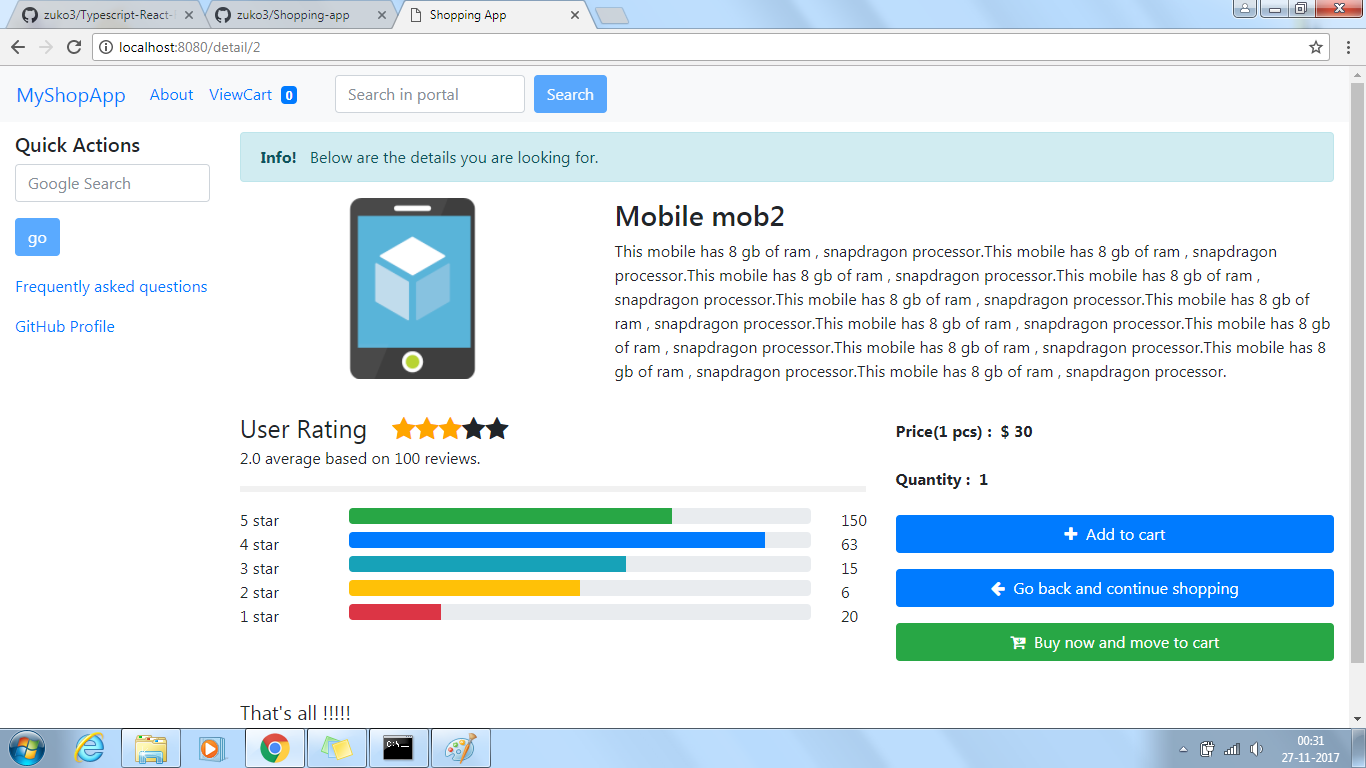 zuko3/Typescript-React-
zuko3/Shopping-app
Shopping App
localhost:8080/detail/2
MyShopApp
About
ViewCart 0
Search in portal
Search
Quick Actions
Google Search
go
Frequently asked questions
GitHub Profile
Info! Below are the details you are looking for.
Mobile mob2
This mobile has 8 gb of ram , snapdragon processor.This mobile has 8 gb of ram , snapdragon
processor.This mobile has 8 gb of ram , snapdragon processor.This mobile has 8 gb of ram ,
snapdragon processor.This mobile has 8 gb of ram , snapdragon processor.This mobile has 8 gb of
ram , snapdragon processor.This mobile has 8 gb of ram , snapdragon processor.This mobile has 8 gb
of ram , snapdragon processor.This mobile has 8 gb of ram , snapdragon processor.This mobile has 8
gb of ram , snapdragon processor.This mobile has 8 gb of ram , snapdragon processor.
User Rating
2.0 average based on 100 reviews.
5 star 150
4 star 63
3 star 15
2 star 6
1 star 20
Price(1 pcs) : $ 30
Quantity : 1
Add to cart
Go back and continue shopping
Buy now and move to cart
That's all !!!!!
C:\
00:31
27-11-2017